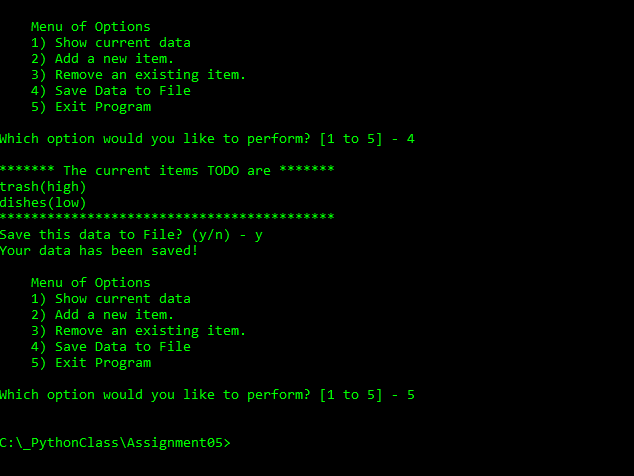 Menu of Options
1) Show current data
2) Add a new item.
3) Remove an existing item.
4) Save Data to File
5) Exit Program
Which option would you like to perform? [1 to 5] - 4
******* The current items TODO are *******
trash(high)
dishes(low)
******************************************
Save this data to File? (y/n) - y
Your data has been saved!
Menu of Options
1) Show current data
2) Add a new item.
3) Remove an existing item.
4) Save Data to File
5) Exit Program
Which option would you like to perform? [1 to 5] - 5
C:\_PythonClass\Assignment05>